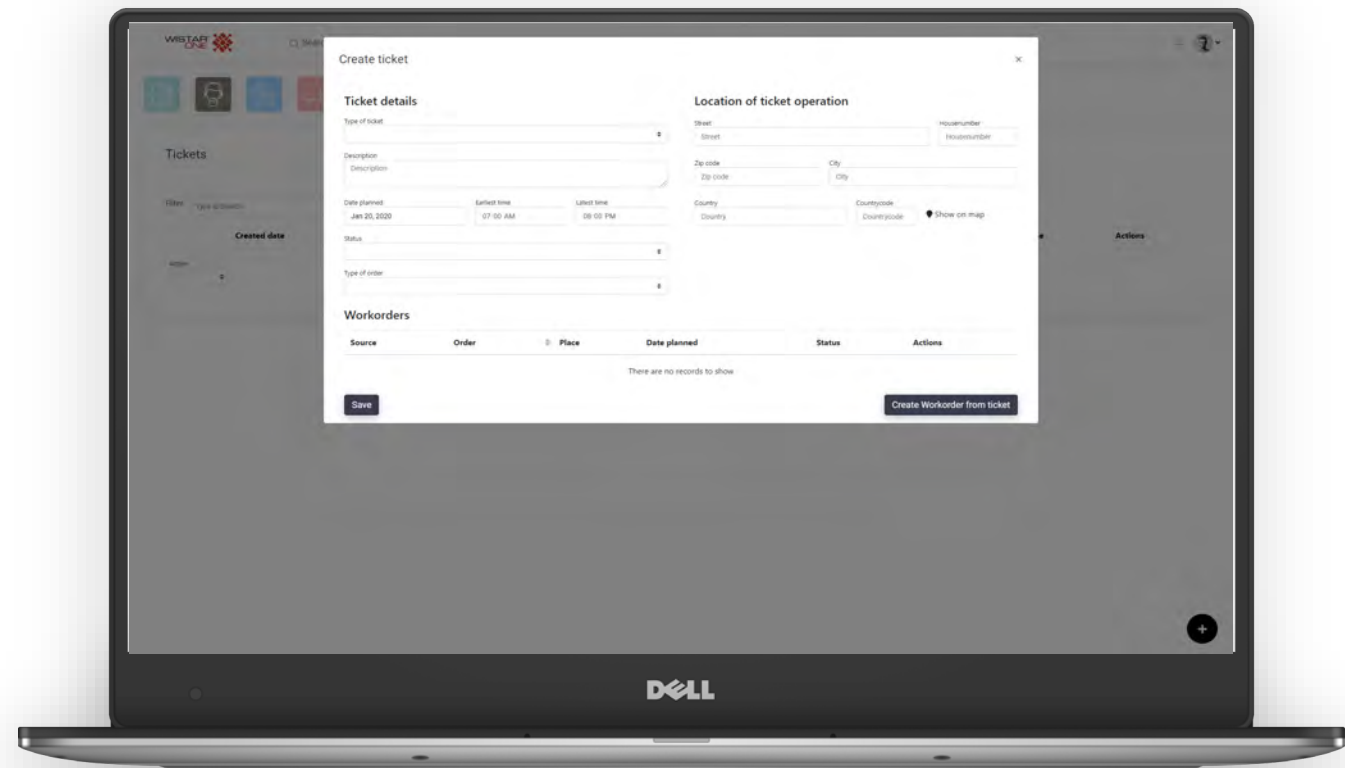 WISTAR
ONE
Create ticket
×
Ticket details
Location of ticket operation
Type of ticket
Street
Housenumber
Street
Housenumber
Tickets
Description
Zip code
City
Description
Zip code
City
Filter
Date planned
Earliest time
Latest time
Country
Countrycode
Jan 20, 2020
07:00 AM
08:00 PM
Country
Countrycode
Show on map
Created date
Status
Actions
Type of order
Workorders
Source
Order
Place
Date planned
Status
Actions
There are no records to show
Save
Create Workorder from ticket
+
DELL